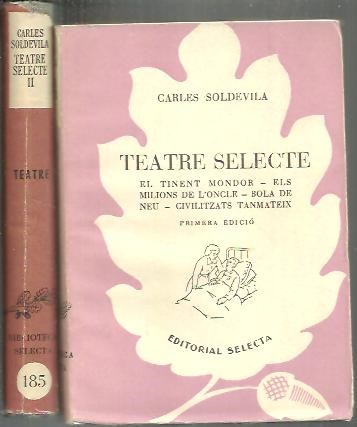 CARLES
SOLDEVILA
TEATRE
SELECTE
II
TEATRE
BIBLIOTECA
SELECTA
185
CARLES SOLDEVILA
TEATRE SELECTE
EL TINENT MONDOR – ELS
MILIONS DE L'ONCLE – BOLA DE
NEU – CIVILITZATS TANMATEIX
PRIMERA EDICIÓ
EDITORIAL SELECTA